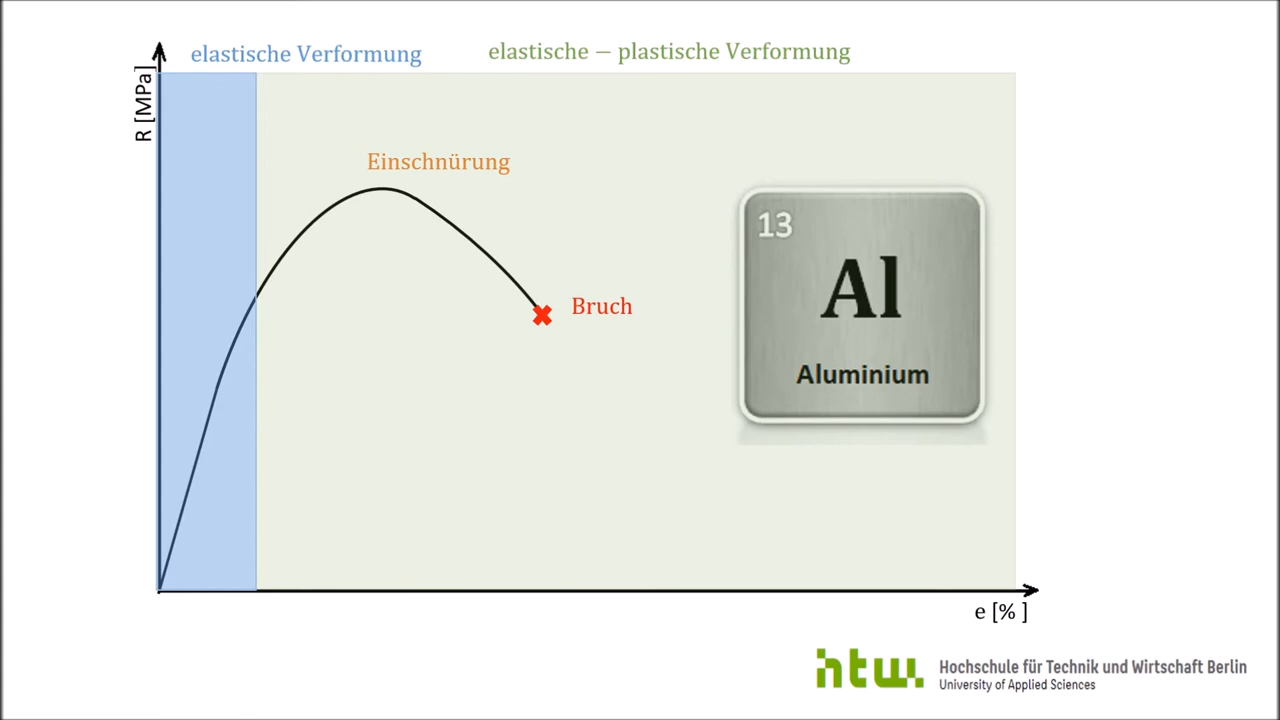 elastische Verformung
elastische – plastische Verformung
R [MPa]
Einschnürung
13
Al
Aluminium
Bruch
e [% ]
htw.
Hochschule für Technik und Wirtschaft Berlin
University of Applied Sciences